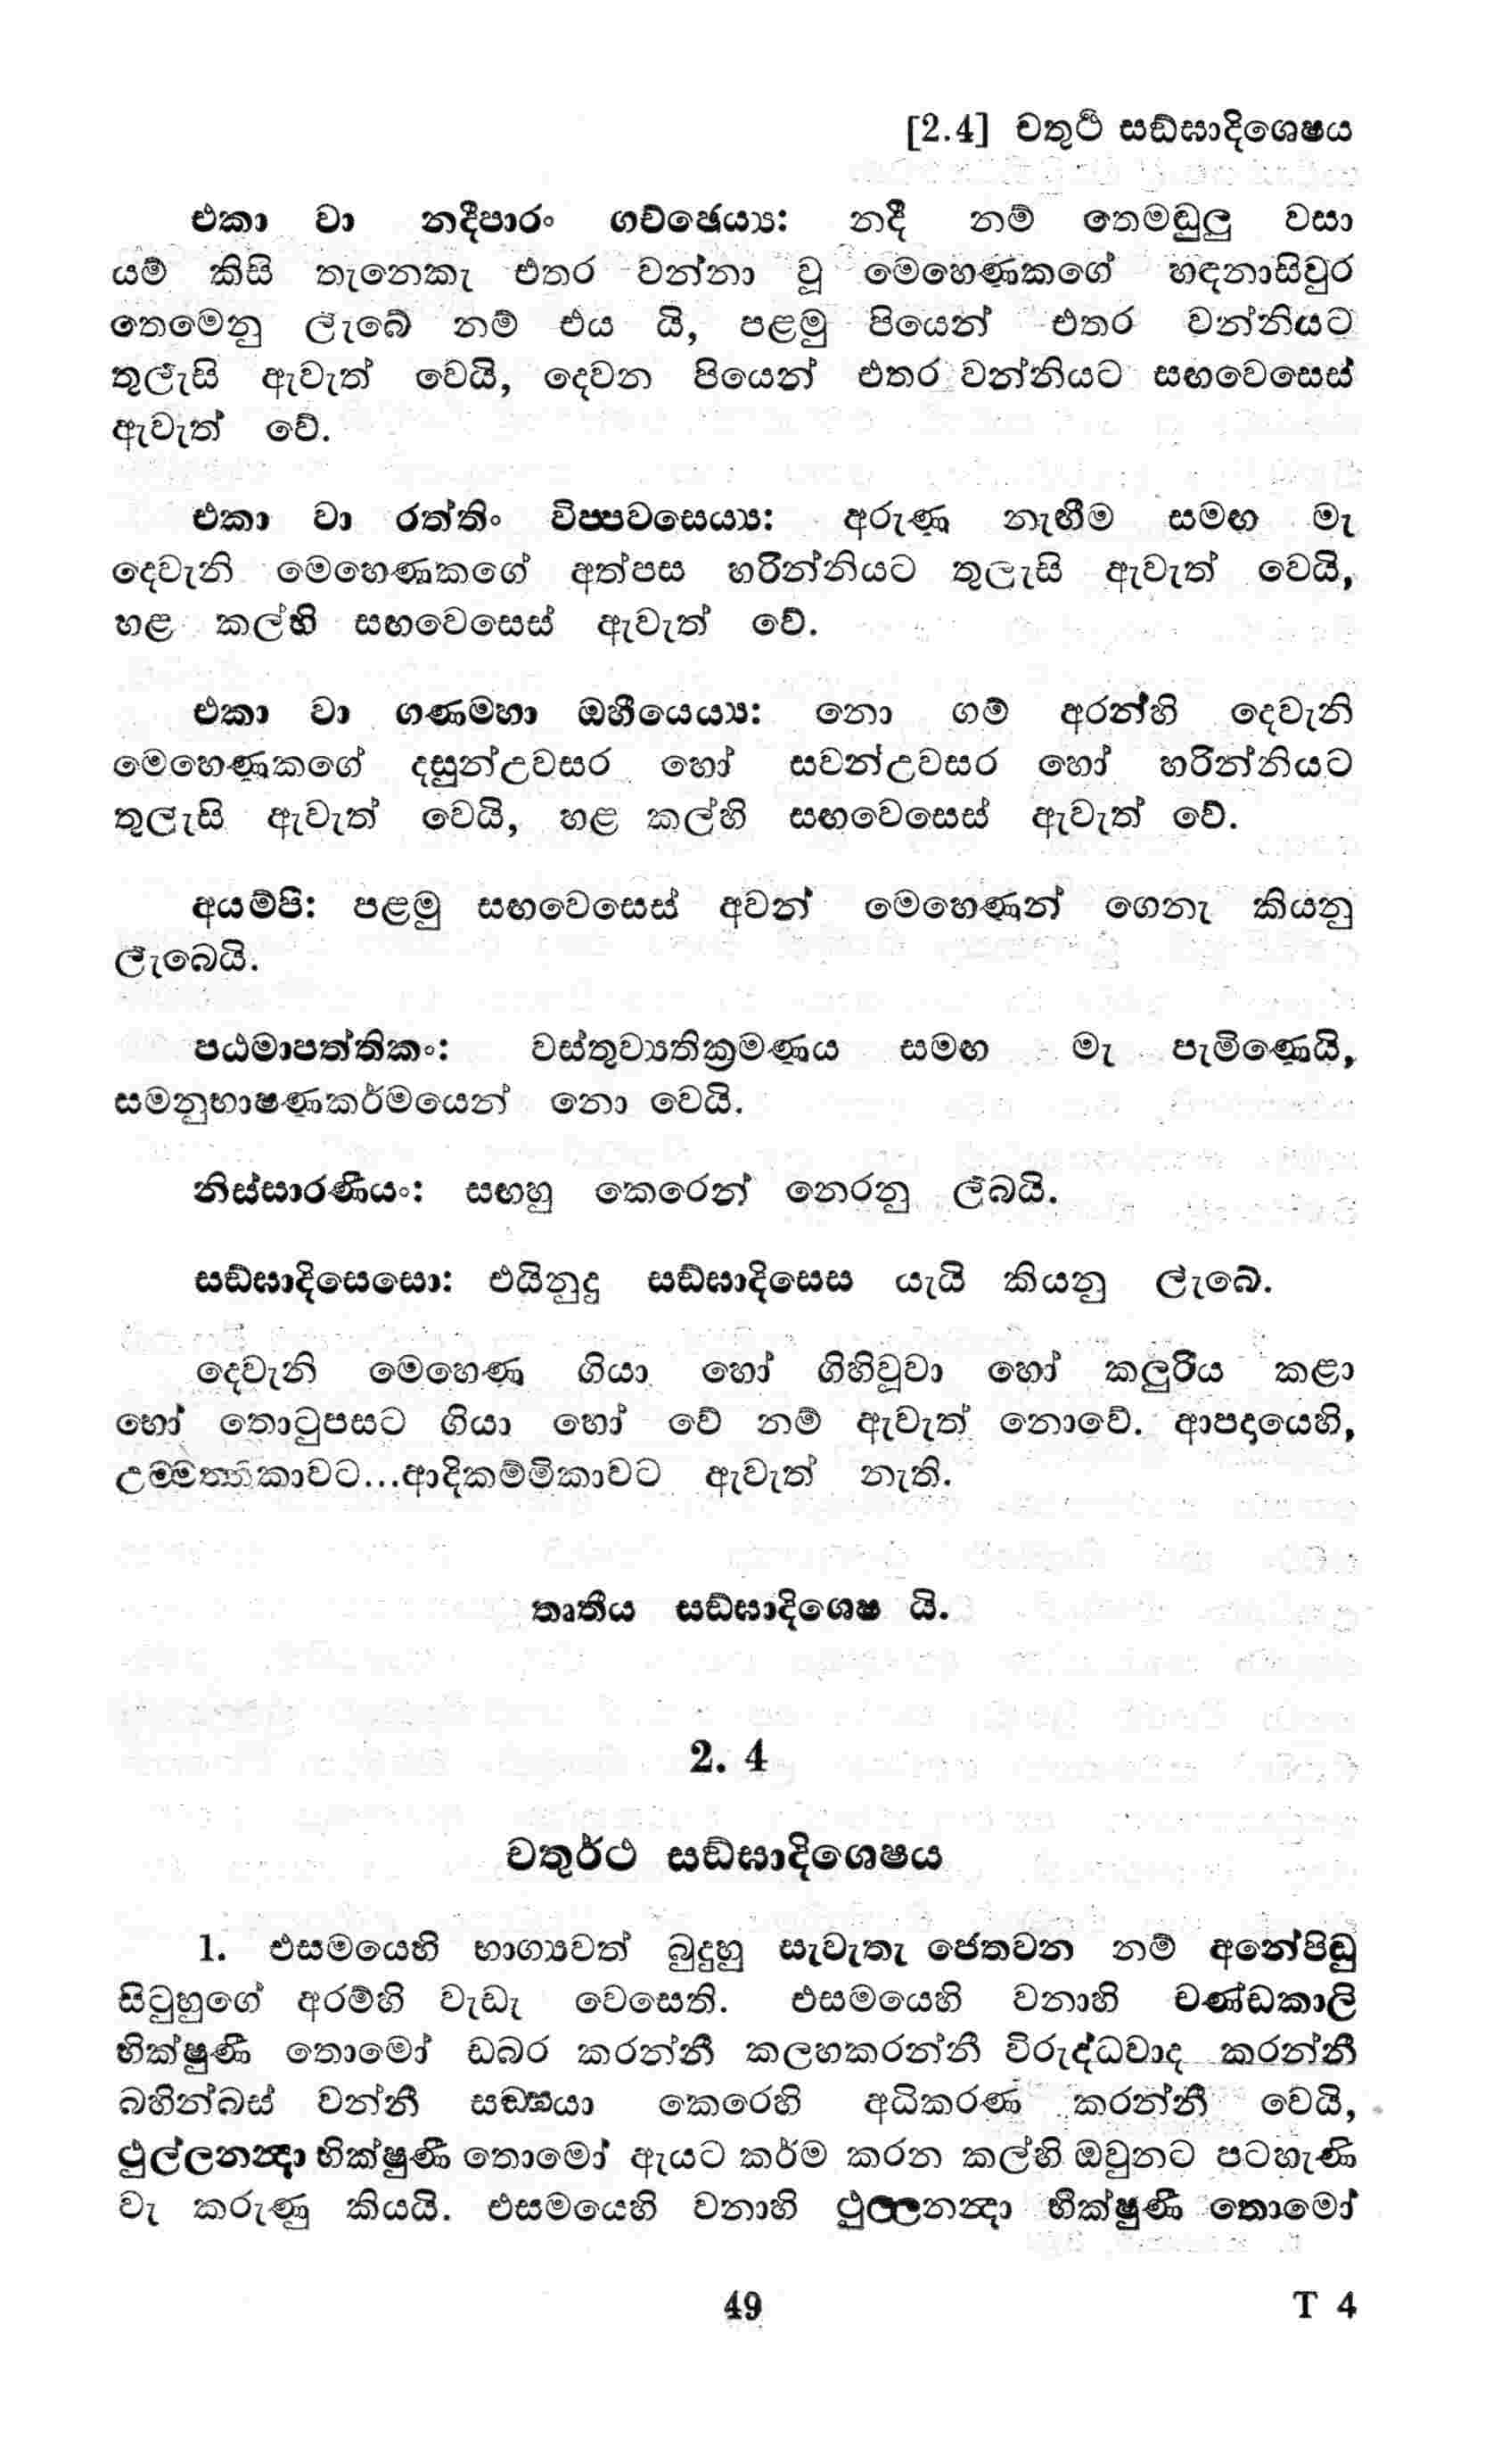 [2.4] චතුර්‍ථ සඞ්ඝාදිශෙෂය
එකා වා නදීපාරං ගච්ඡෙය්‍ය: නදී නම් තෙමඬුලු වසා
යම් කිසි තැනෙකැ එතර වන්නා වූ මෙහෙණකගේ හඳනාසිවුර
තෙමෙනු ලැබේ නම් එය යි, පළමු පියෙන් එතර වන්නියට
තුලැසි ඇවැත් වෙයි, දෙවන පියෙන් එතර වන්නියට සඟවෙසෙස්
ඇවැත් වේ.
එකා වා රත්තිං විප්පවසෙය්‍ය: අරුණු නැඟීම සමඟ මැ
දෙවැනි මෙහෙණකගේ අත්පස හරින්නියට තුලැසි ඇවැත් වෙයි,
හළ කල්හි සඟවෙසෙස් ඇවැත් වේ.
එකා වා ගණමහා ඔහීයෙය්‍ය: නො ගම් අරන්හි දෙවැනි
මෙහෙණකගේ දසුන්උවසර හෝ සවන්උවසර හෝ හරින්නියට
තුලැසි ඇවැත් වෙයි, හළ කල්හි සඟවෙසෙස් ඇවැත් වේ.
අයම්පි: පළමු සඟවෙසෙස් අවන් මෙහෙණන් ගෙනැ කියනු
ලැබෙයි.
පඨමාපත්තිකං: වස්තුව්‍යතික්‍රමණය සමඟ මැ පැමිණෙයි,
සමනුභාෂණකර්මයෙන් නො වෙයි.
නිස්සාරණීයං: සඟහු කෙරෙන් නෙරනු ලබයි.
සඞ්ඝාදිසෙසො: එයිනුදු සඞ්ඝාදිසෙස යැයි කියනු ලැබේ.
දෙවැනි මෙහෙණ ගියා හෝ ගිහිවූවා හෝ කලුරිය කළා
හෝ තොටුපසට ගියා හෝ වේ නම් ඇවැත් නොවේ. ආපදායෙහි,
උම්මත්තිකාවට...ආදිකම්මිකාවට ඇවැත් නැති.
තෘතීය සඞ්ඝාදිශෙෂ යි.
2. 4
චතුර්ථ සඞ්ඝාදිශෙෂය
1. එසමයෙහි භාග්‍යවත් බුදුහු සැවැතැ ජෙතවන නම් අනේපිඬු
සිටුහුගේ අරම්හි වැඩැ වෙසෙති. එසමයෙහි වනාහි චණ්ඩකාලි
භික්ෂුණී තොමෝ ඩබර කරන්නී කලහකරන්නී විරුද්ධවාද කරන්නී
බහින්බස් වන්නී සඞ්ඝයා කෙරෙහි අධිකරණ කරන්නී වෙයි,
ථුල්ලනන්‍දා භික්ෂුණී තොමෝ ඇයට කර්ම කරන කල්හි ඔවුනට පටහැණි
වැ කරුණු කියයි. එසමයෙහි වනාහි ථුල්ලනන්‍දා භික්ෂුණී තොමෝ
49
T 4